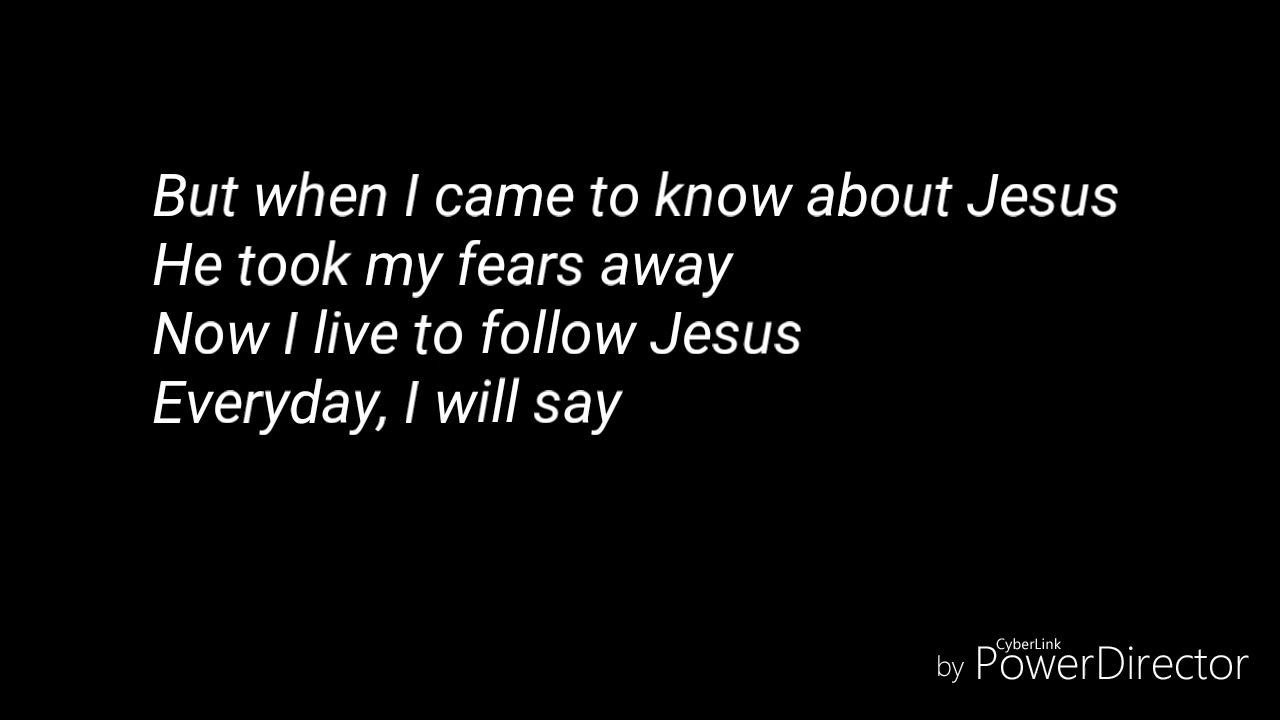 But when I came to know about Jesus
He took my fears away
Now I live to follow Jesus
Everyday, I will say
by CyberLink PowerDirector